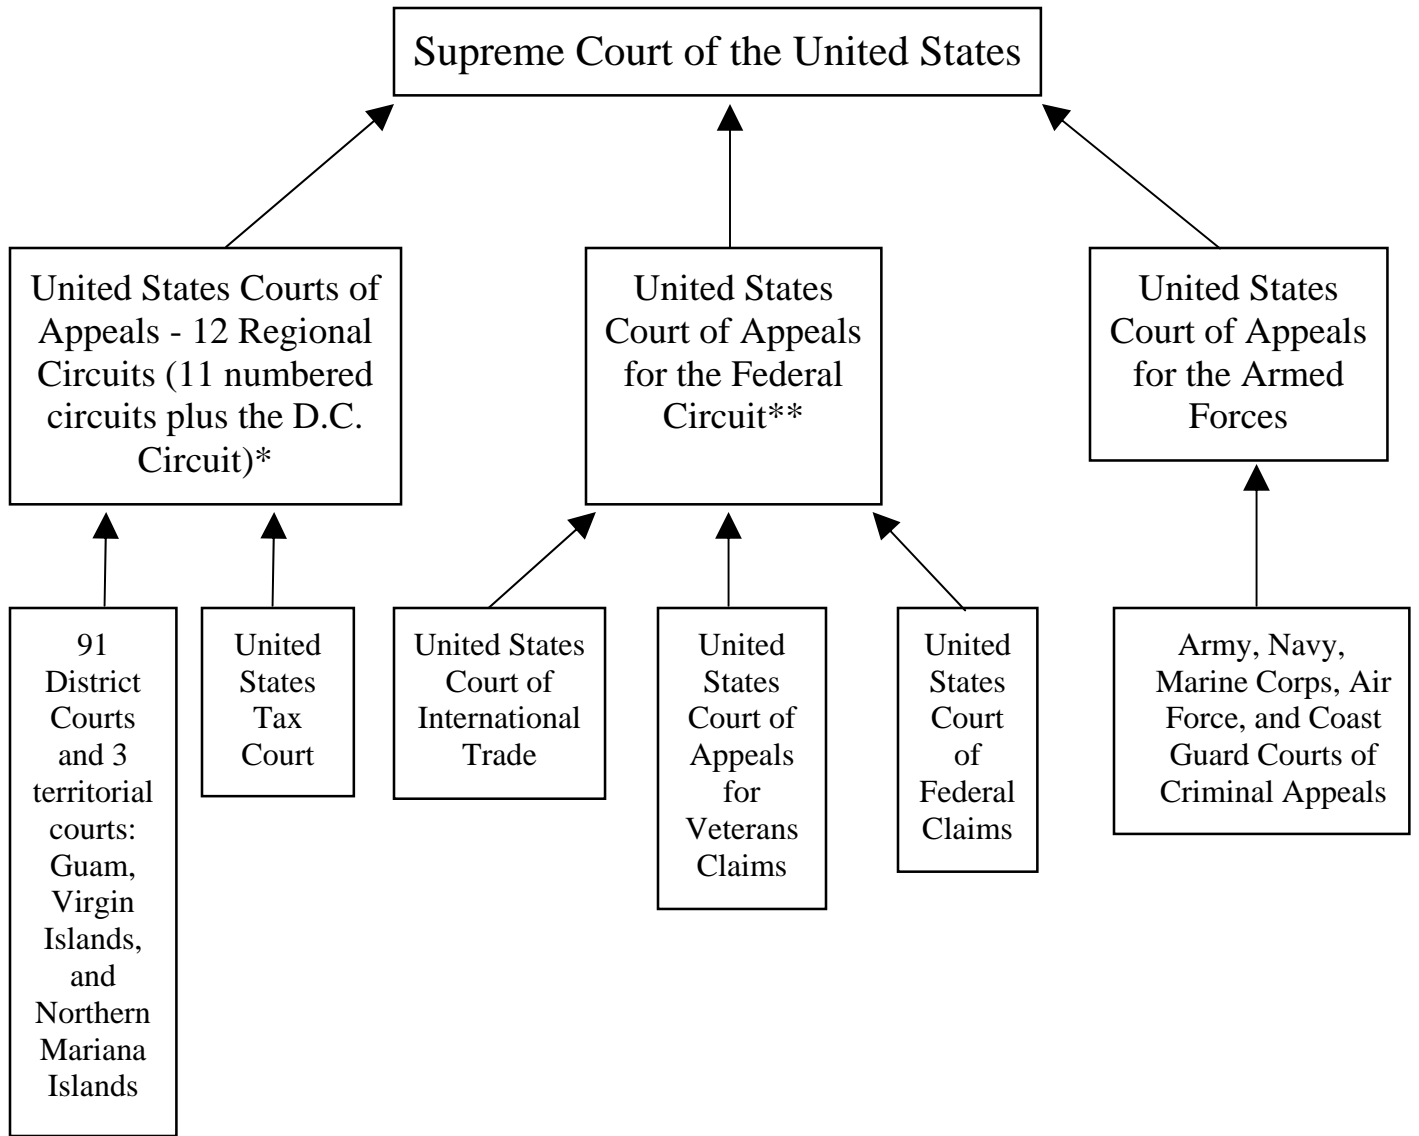 Supreme Court of the United States
United States Courts of
Appeals - 12 Regional
Circuits (11 numbered
circuits plus the D.C.
Circuit)*
United States
Court of Appeals
for the Federal
Circuit**
United States
Court of Appeals
for the Armed
Forces
91
District
Courts
and 3
territorial
courts:
Guam,
Virgin
Islands,
and
Northern
Mariana
Islands
United
States
Tax
Court
United States
Court of
International
Trade
United
States
Court of
Appeals
for
Veterans
Claims
United
States
Court
of
Federal
Claims
Army, Navy,
Marine Corps, Air
Force, and Coast
Guard Courts of
Criminal Appeals